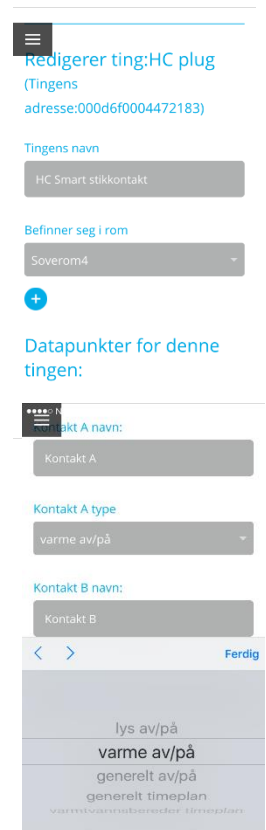 Redigerer ting:HC plug
(Tingens
adresse:000d6f0004472183)
Tingens navn
HC Smart stikkontakt
Befinner seg i rom
Soverom4
Datapunkter for denne
tingen:
Kontakt A navn:
Kontakt A
Kontakt A type
varme av/på
Kontakt B navn:
Kontakt B
Ferdig
lys av/på
varme av/på
generelt av/på
generelt timeplan
varmtvannsbereder timeplan